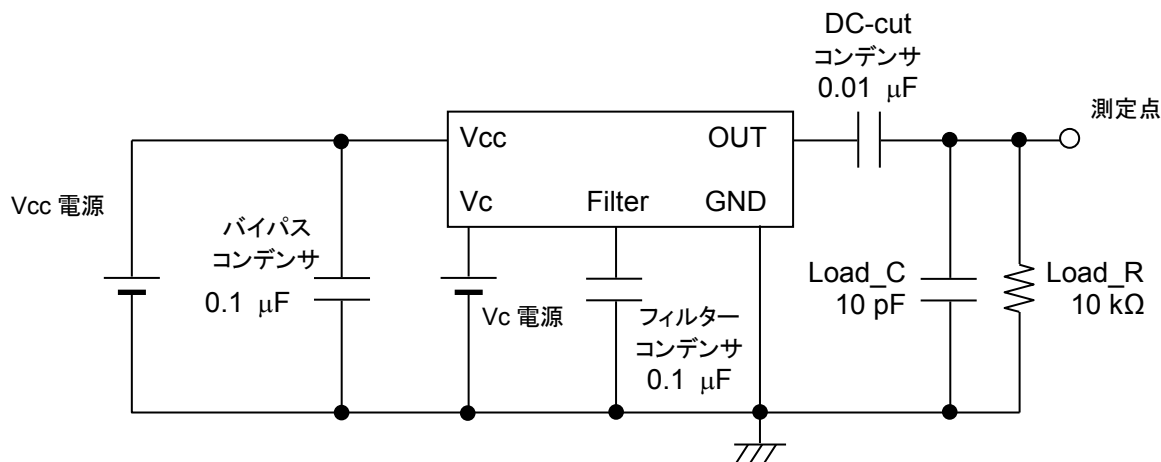 DC-cut
コンデンサ
0.01 μF
測定点
Vcc
OUT
Vc
Filter
GND
Vcc 電源
バイパス
コンデンサ
0.1 μF
Vc 電源
フィルター
コンデンサ
0.1 μF
Load_C
10 pF
Load_R
10 kΩ